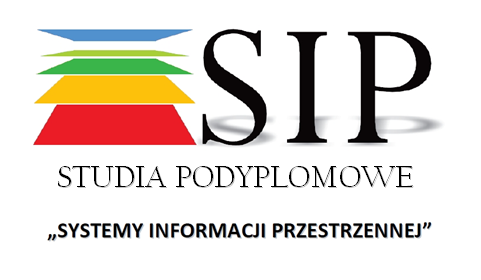 SIP
STUDIA PODYPLOMOWE
„SYSTEMY INFORMACJI PRZESTRZENNEJ”